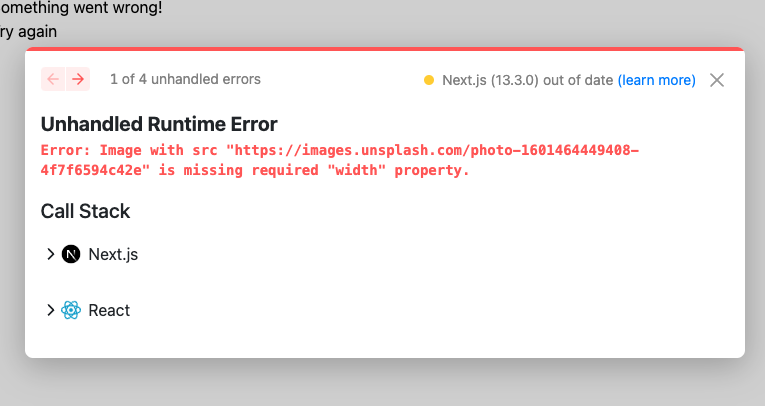 omething went wrong!
ry again
1 of 4 unhandled errors
Next.js (13.3.0) out of date (learn more)
Unhandled Runtime Error
Error: Image with src "https://images.unsplash.com/photo-1601464449408-
4f7f6594c42e" is missing required "width" property.
Call Stack
Next.js
React